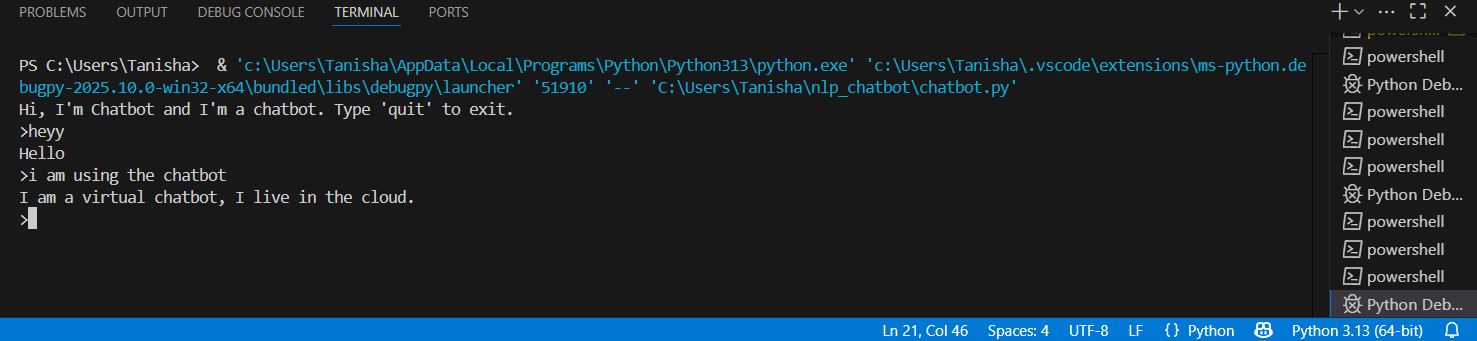 PROBLEMS OUTPUT DEBUG CONSOLE TERMINAL PORTS
PS C:\Users\Tanisha>  & 'c:\Users\Tanisha\AppData\Local\Programs\Python\Python313\python.exe' 'c:\Users\Tanisha\.vscode\extensions\ms-python.de
bugpy-2025.10.0-win32-x64\bundled\libs\debugpy\launcher' '51910' '--' 'C:\Users\Tanisha\nlp_chatbot\chatbot.py'
Hi, I'm Chatbot and I'm a chatbot. Type 'quit' to exit.
>heyy
Hello
>i am using the chatbot
I am a virtual chatbot, I live in the cloud.
>
powershell
Python Deb...
powershell
powershell
powershell
Python Deb...
powershell
powershell
powershell
Python Deb...
Ln 21, Col 46 Spaces: 4 UTF-8 LF {} Python Python 3.13 (64-bit)